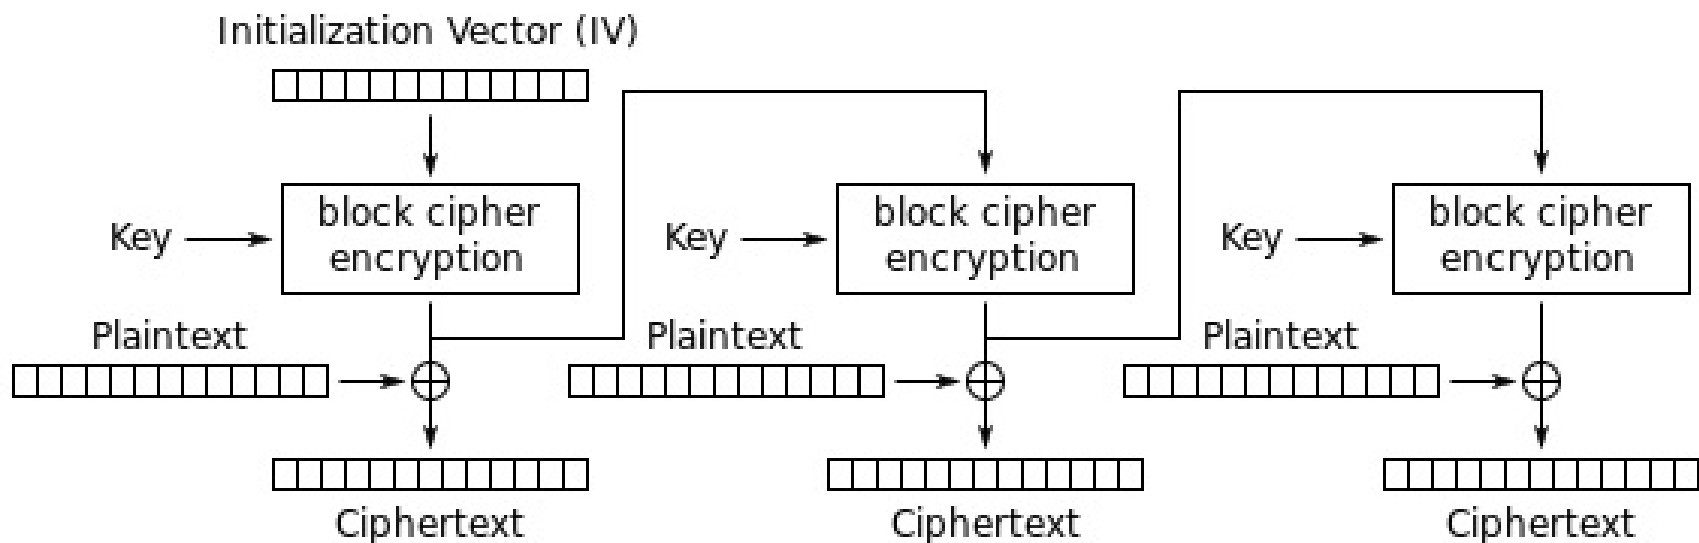 Initialization Vector (IV)
block cipher
encryption
Key
Plaintext
Ciphertext
block cipher
encryption
Key
Plaintext
Ciphertext
block cipher
encryption
Key
Plaintext
Ciphertext